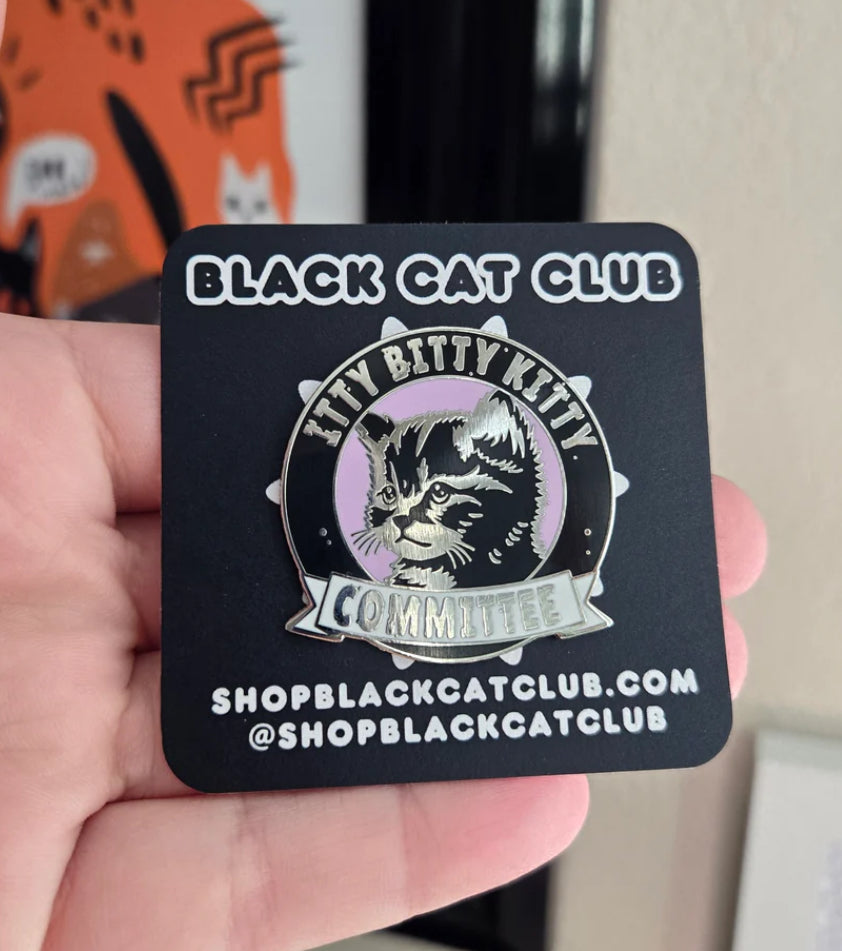 BLACK CAT CLUB
ITTY BITTY KITTY
COMMITTEE
SHOPBLACKCATCLUB.COM
@SHOPBLACKCATCLUB